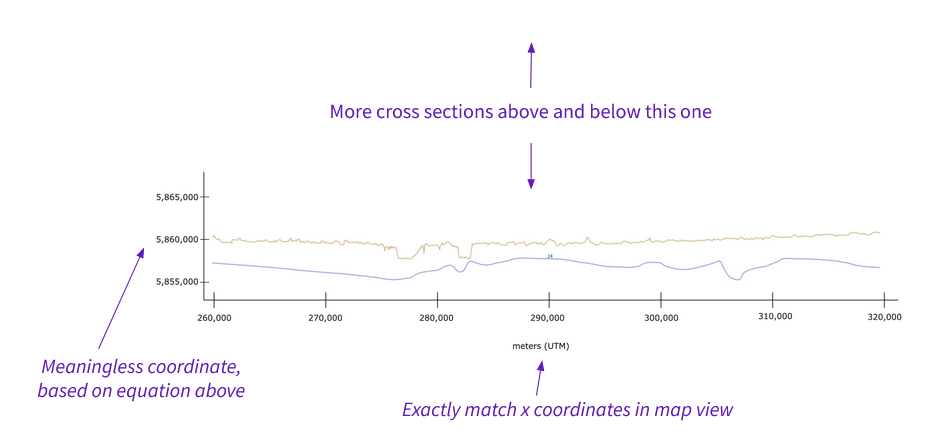 More cross sections above and below this one
5,865,000
5,860,000
24
5,855,000
260,000 270,000 280,000 290,000 300,000 310,000 320,000
meters (UTM)
Meaningless coordinate,
based on equation above
Exactly match x coordinates in map view